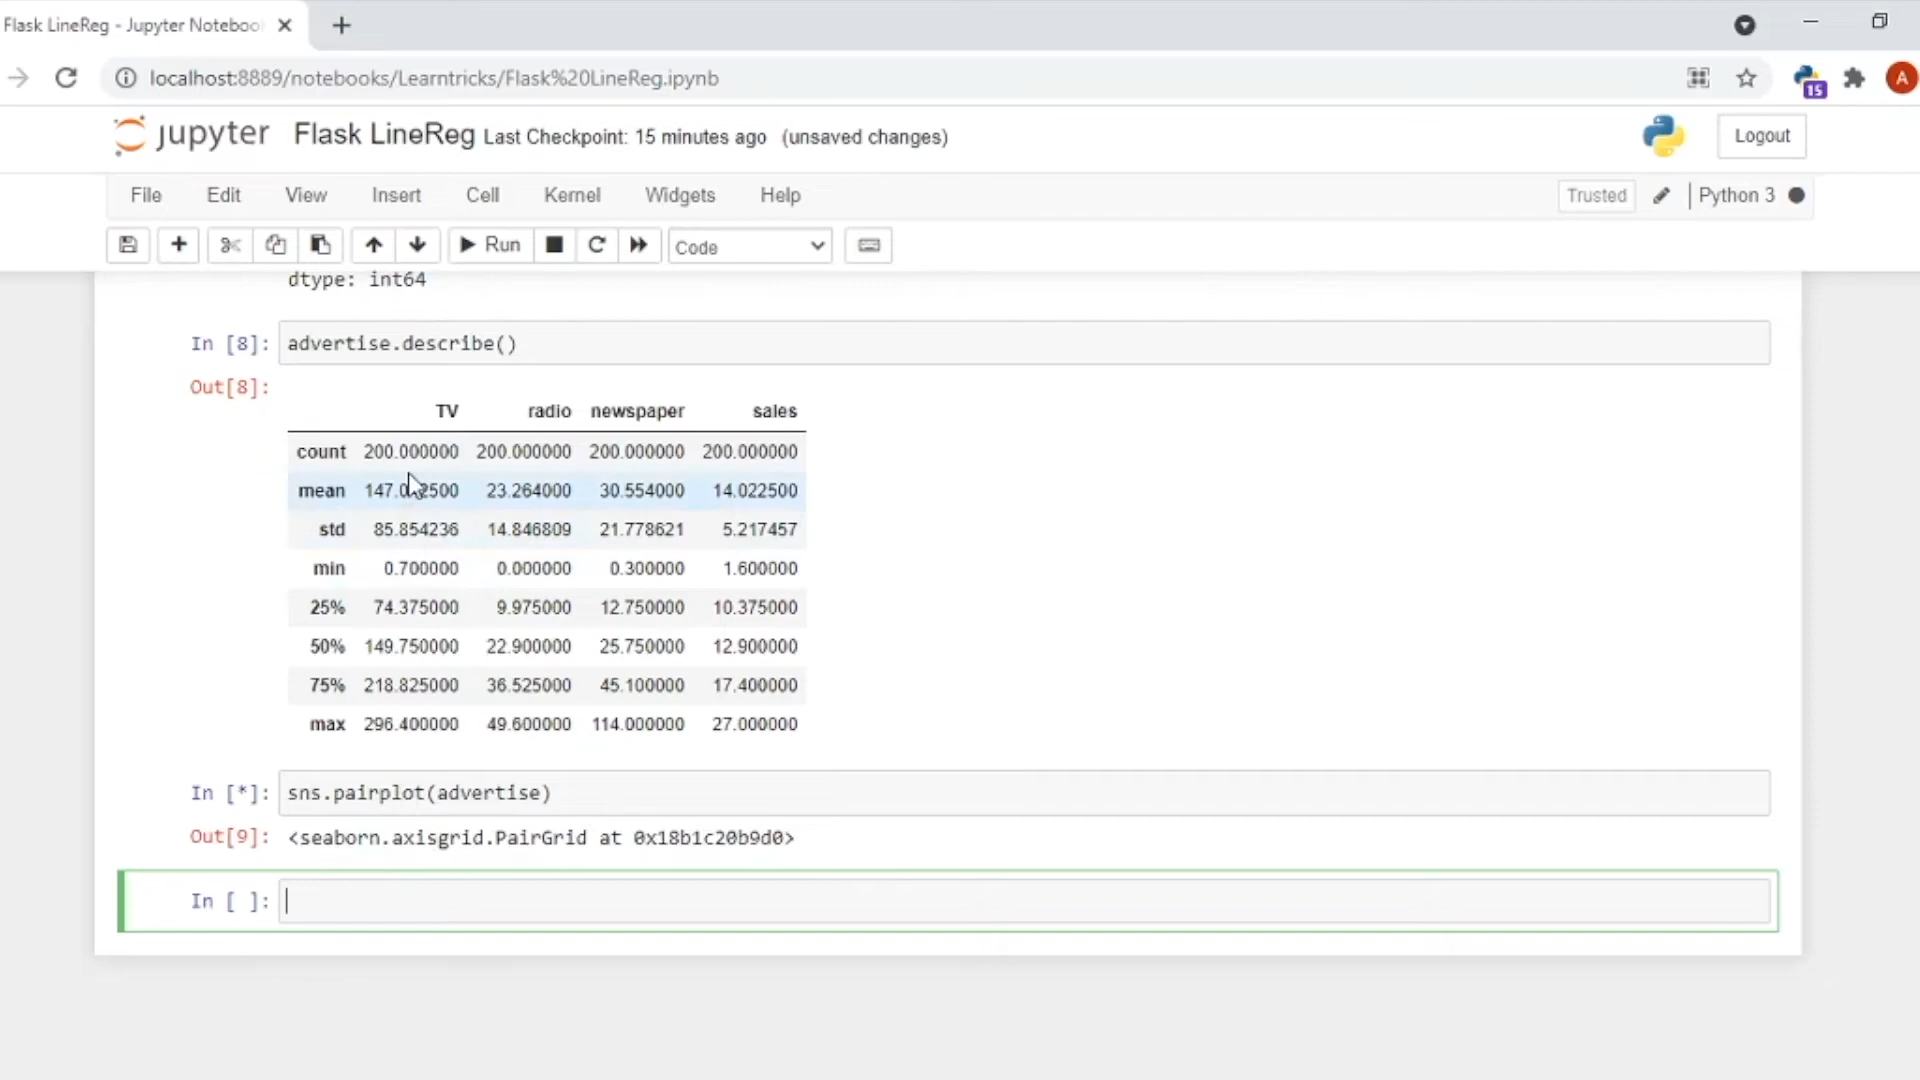 Flask LineReg - Jupyter Noteboo
localhost:8889/notebooks/Learntricks/Flask%20LineReg.ipynb
15
A
jupyter Flask LineReg Last Checkpoint: 15 minutes ago (unsaved changes)
Logout
File Edit View Insert Cell Kernel Widgets Help
Trusted Python 3
Run Code
dtype: int64
In [8]: advertise.describe()
Out[8]:
TV radio newspaper sales
count 200.000000 200.000000 200.000000 200.000000
mean 23.264000 30.554000 14.022500
std 85.854236 14.846809 21.778621 5.217457
min 0.700000 0.000000 0.300000 1.600000
25% 74.375000 9.975000 12.750000 10.375000
50% 149.750000 22.900000 25.750000 12.900000
75% 218.825000 36.525000 45.100000 17.400000
max 296.400000 49.600000 114.000000 27.000000
In [*]: sns.pairplot(advertise)
Out[9]: <seaborn.axisgrid.PairGrid at 0x18b1c20b9d0>
In [ ]: